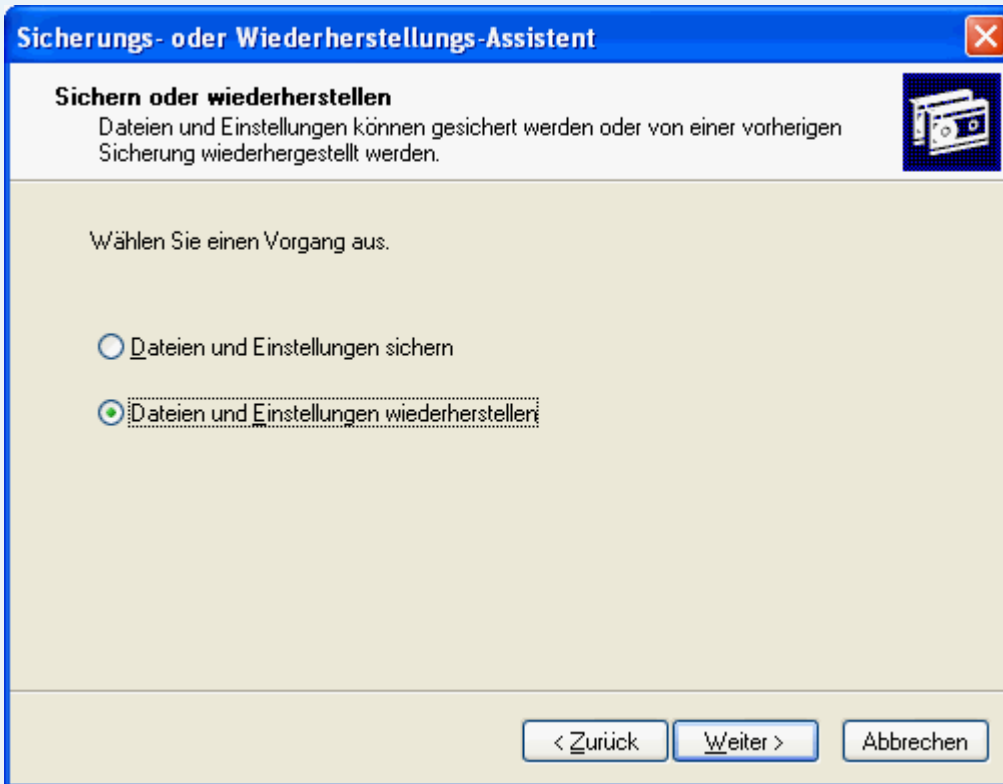 Sicherungs- oder Wiederherstellungs-Assistent
Sichern oder wiederherstellen
Dateien und Einstellungen können gesichert werden oder von einer vorherigen
Sicherung wiederhergestellt werden.
Wählen Sie einen Vorgang aus.
Dateien und Einstellungen sichern
Dateien und Einstellungen wiederherstellen
< Zurück Weiter > Abbrechen